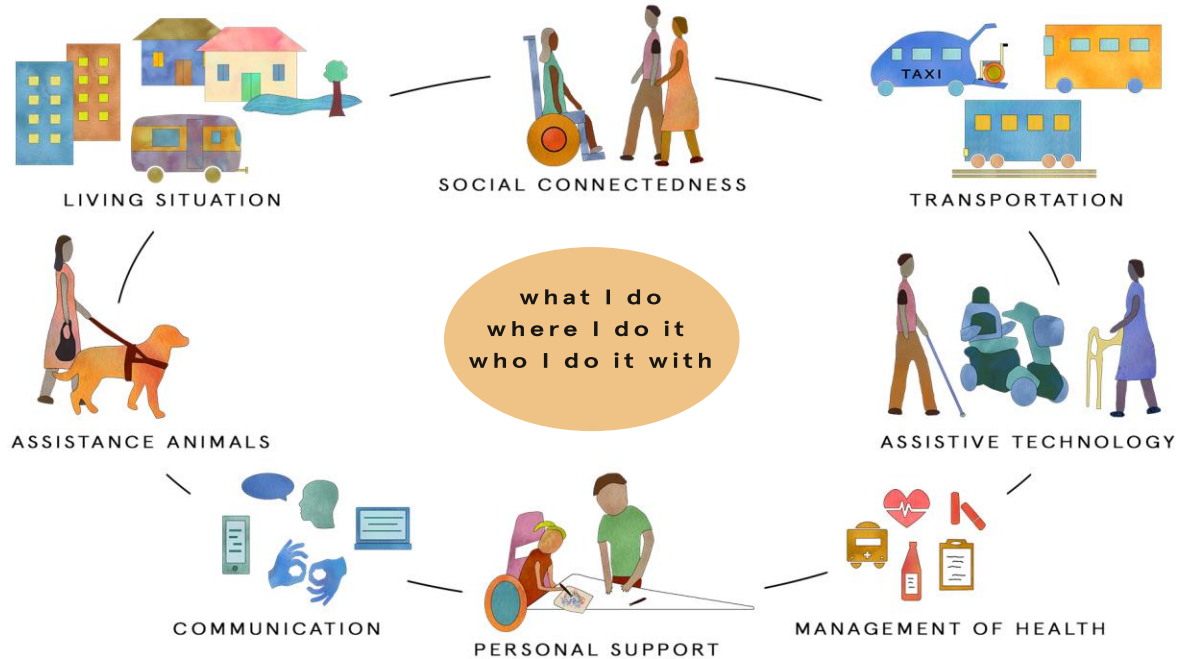 SOCIAL CONNECTEDNESS
TAXI
TRANSPORTATION
ASSISTIVE TECHNOLOGY
MANAGEMENT OF HEALTH
PERSONAL SUPPORT
COMMUNICATION
ASSISTANCE ANIMALS
LIVING SITUATION
what I do
where I do it
who I do it with